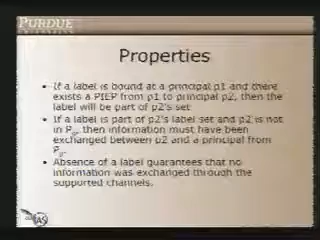 PURDUE
UNIVERSITY
Properties
• If a label is bound at a principal p1 and there
exists a PIEP from p1 to principal p2, then the
label will be part of p2's set
• If a label is part of p2's label set and p2 is not
in P, then information must have been
exchanged between p2 and a principal from
P
• Absence of a label guarantees that no
information was exchanged through the
supported channels.
IAS